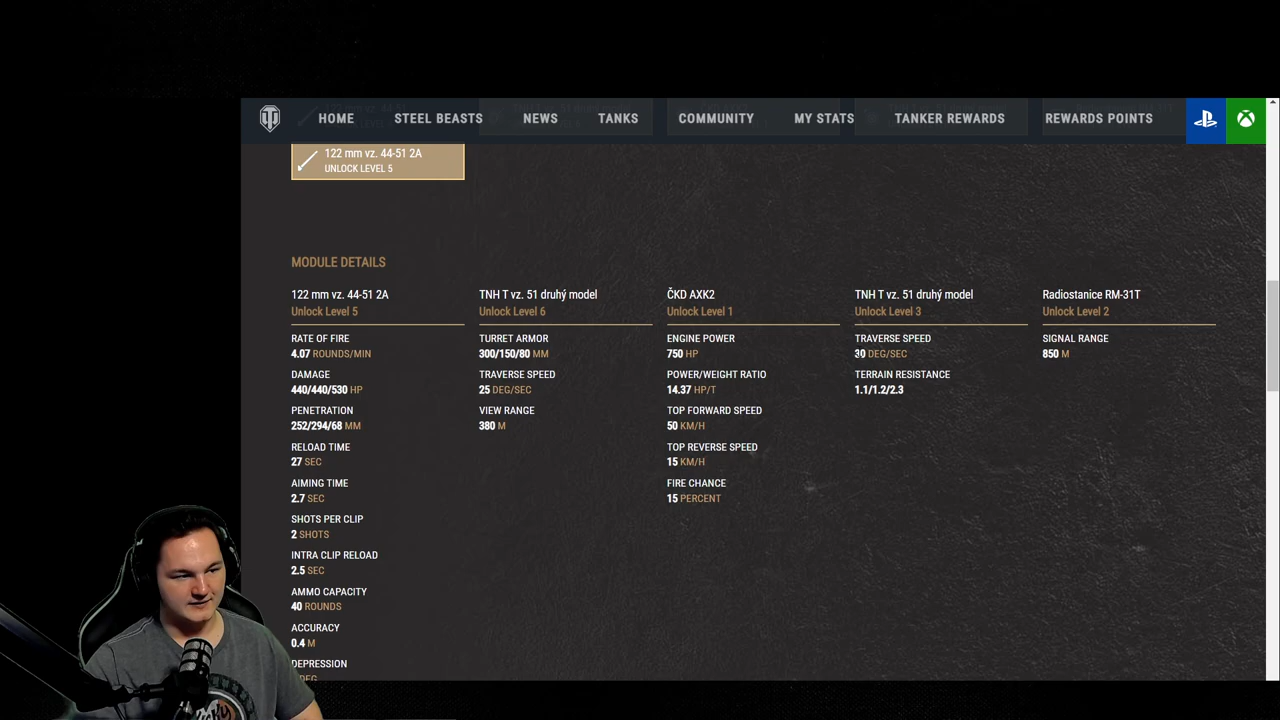 HOME STEEL BEASTS NEWS TANKS COMMUNITY MY STATS TANKER REWARDS REWARDS POINTS
122 mm vz. 44-51 2A
UNLOCK LEVEL 5
MODULE DETAILS
122 mm vz. 44-51 2A
Unlock Level 5
RATE OF FIRE
4.07 ROUNDS/MIN
DAMAGE
440/440/530 HP
PENETRATION
252/294/68 MM
RELOAD TIME
27 SEC
AIMING TIME
2.7 SEC
SHOTS PER CLIP
2 SHOTS
INTRA CLIP RELOAD
2.5 SEC
AMMO CAPACITY
40 ROUNDS
ACCURACY
0.4 M
DEPRESSION
DEG
TNH T vz. 51 druhý model
Unlock Level 6
TURRET ARMOR
300/150/80 MM
TRAVERSE SPEED
25 DEG/SEC
VIEW RANGE
380 M
ČKD AXK2
Unlock Level 1
ENGINE POWER
750 HP
POWER/WEIGHT RATIO
14.37 HP/T
TOP FORWARD SPEED
50 KM/H
TOP REVERSE SPEED
15 KM/H
FIRE CHANCE
15 PERCENT
TNH T vz. 51 druhý model
Unlock Level 3
TRAVERSE SPEED
30 DEG/SEC
TERRAIN RESISTANCE
1.1/1.2/2.3
Radiostanice RM-31T
Unlock Level 2
SIGNAL RANGE
850 M